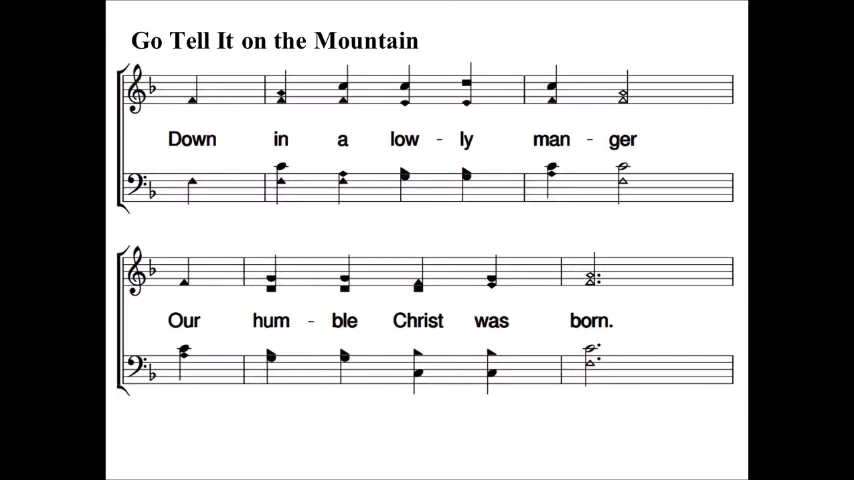 Go Tell It on the Mountain
Down in a low - ly man - ger
Our hum - ble Christ was born.